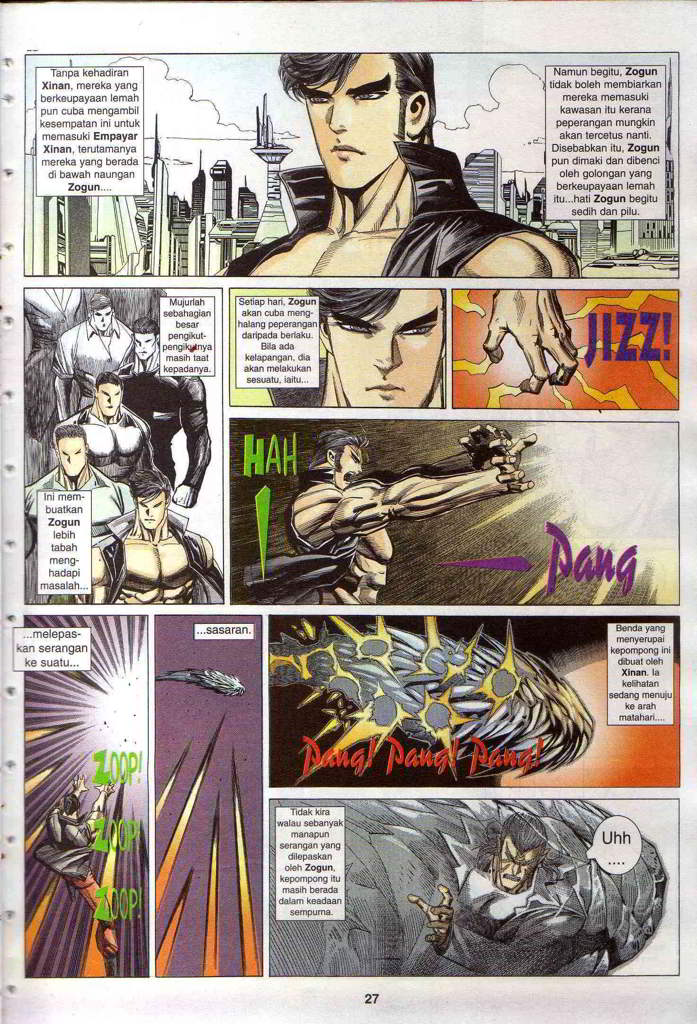 Tanpa kehadiran
Xinan, mereka yang
berkeupayaan lemah
pun cuba mengambil
kesempatan ini untuk
memasuki Empayar
Xinan, terutamanya
mereka yang berada
di bawah naungan
Zogun....
Namun begitu, Zogun
tidak boleh membiarkan
mereka memasuki
kawasan itu kerana
peperangan mungkin
akan tercetus nanti.
Disebabkan itu, Zogun
pun dimaki dan dibenci
oleh golongan yang
berkeupayaan lemah
itu...hati Zogun begitu
sedih dan pilu.
Mujurlah
sebahagian
besar
pengikut-
pengikutnya
masih taat
kepadanya.
Ini mem-
buatkan
Zogun
lebih
tabah
meng-
hadapi
masalah...
Setiap hari, Zogun
akan cuba meng-
halang peperangan
daripada berlaku.
Bila ada
kelapangan, dia
akan melakukan
sesuatu, iaitu...
JIZZ!
HAH
!
Pang
...melepas-
kan serangan
ke suatu...
ZOOP!
ZOOP!
ZOOP!
...sasaran.
Benda yang
menyerupai
kepompong ini
dibuat oleh
Xinan. Ia
kelihatan
sedang menuju
ke arah
matahari....
Pang! Pang! Pang!
Tidak kira
walau sebanyak
manapun
serangan yang
dilepaskan
oleh Zogun,
kepompong itu
masih berada
dalam keadaan
sempurna.
Uhh
....
27